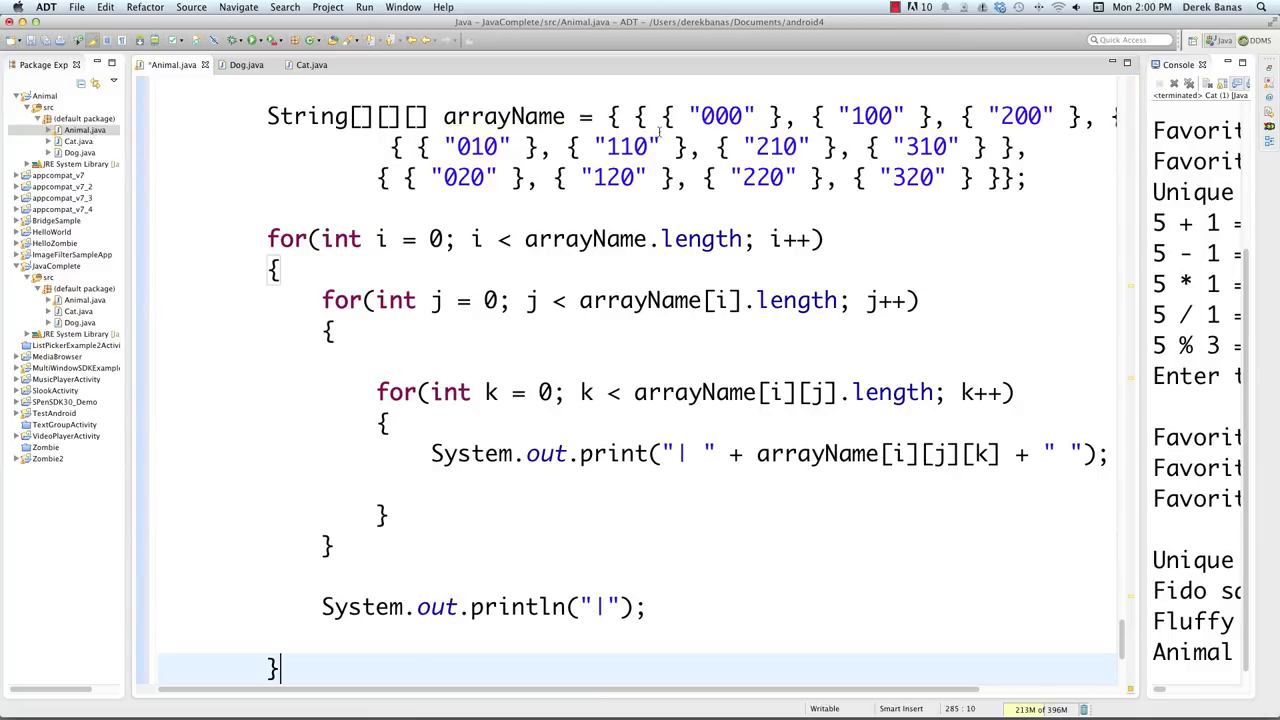 ADT File Edit Refactor Source Navigate Search Project Run Window Help 10 Mon 2:00 PM Derek Banas
Java - JavaComplete/src/Animal.java - ADT - /Users/derekbanas/Documents/android4
Quick Access Java DDMS
Package Exp
*Animal.java Dog.java Cat.java
Console
<terminated> Cat (1) [Java
Animal
src
(default package)
Animal.java
Cat.java
Dog.java
JRE System Library [
appcompat_v7
appcompat_v7_2
appcompat_v7_3
appcompat_v7_4
BridgeSample
HelloWorld
HelloZombie
ImageFilterSampleApp
JavaComplete
src
(default package)
Animal.java
Cat.java
Dog.java
JRE System Library [
ListPickerExample2Activi
MediaBrowser
MultiWindowSDKExample
MusicPlayerActivity
SlookActivity
SPenSDK30_Demo
TestAndroid
TextGroupActivity
VideoPlayerActivity
Zombie
Zombie2
String[][][] arrayName = { { { "000" }, { "100" }, { "200" }, {
{ { "010" }, { "110" }, { "210" }, { "310" } },
{ { "020" }, { "120" }, { "220" }, { "320" } }};
for(int i = 0; i < arrayName.length; i++)
{
for(int j = 0; j < arrayName[i].length; j++)
{
for(int k = 0; k < arrayName[i][j].length; k++)
{
System.out.print("| " + arrayName[i][j][k] + " ");
}
}
System.out.println("|");
}
Favorit
Favorit
Unique
5 + 1 =
5 - 1 =
5 * 1 =
5 / 1 =
5 % 3 =
Enter t
Favorit
Favorit
Favorit
Unique
Fido sa
Fluffy
Animal
Writable Smart Insert 285 : 10 213M of 396M